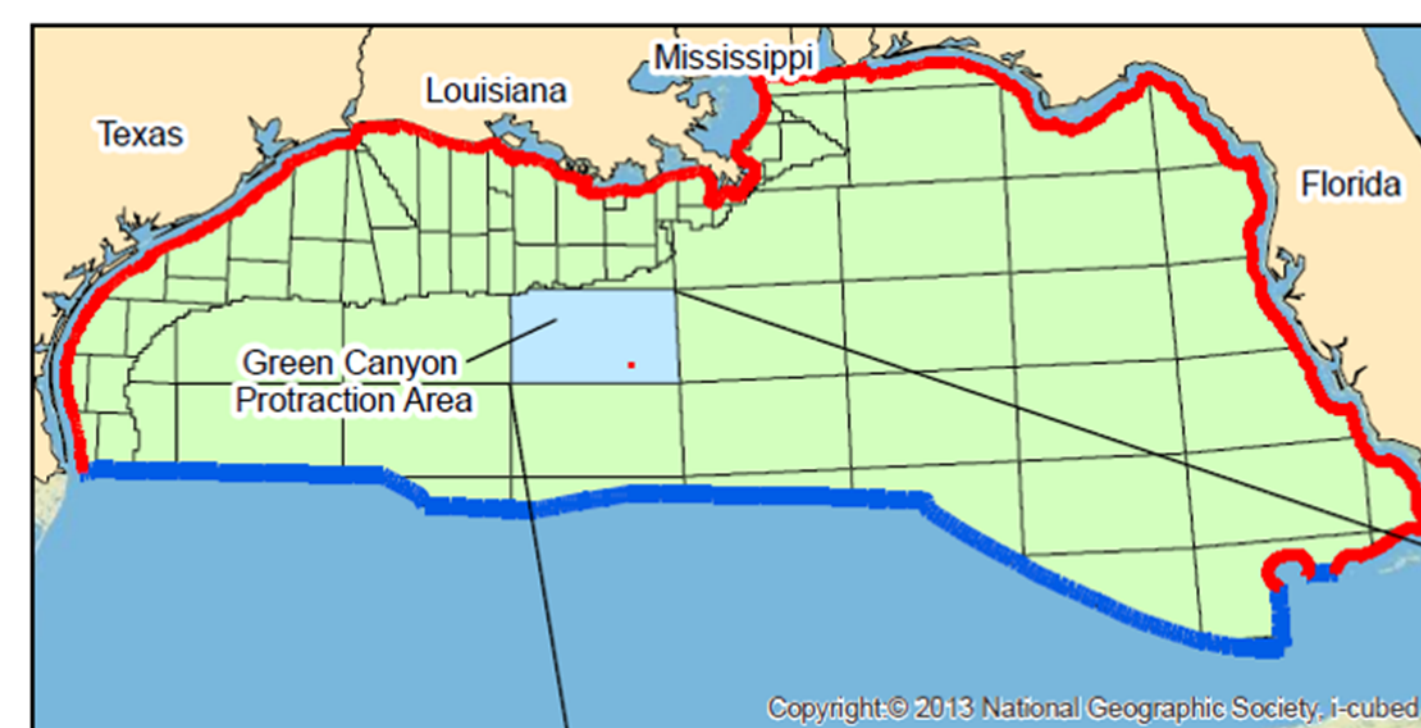 Mississippi
Louisiana
Texas
Florida
Green Canyon
Protraction Area
Copyright:© 2013 National Geographic Society, i-cubed